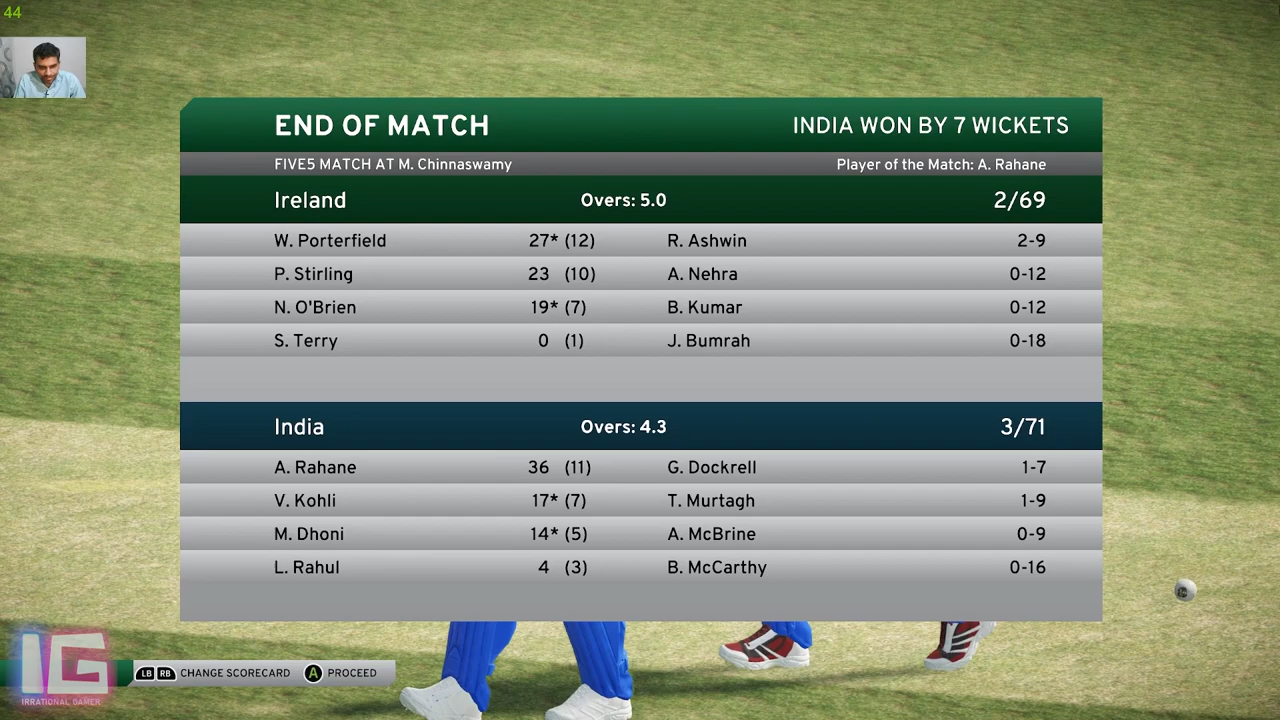 44
END OF MATCH INDIA WON BY 7 WICKETS
FIVE5 MATCH AT M. Chinnaswamy Player of the Match: A. Rahane
Ireland Overs: 5.0 2/69
W. Porterfield 27* (12) R. Ashwin 2-9
P. Stirling 23 (10) A. Nehra 0-12
N. O'Brien 19* (7) B. Kumar 0-12
S. Terry 0 (1) J. Bumrah 0-18
India Overs: 4.3 3/71
A. Rahane 36 (11) G. Dockrell 1-7
V. Kohli 17* (7) T. Murtagh 1-9
M. Dhoni 14* (5) A. McBrine 0-9
L. Rahul 4 (3) B. McCarthy 0-16
LB RB CHANGE SCORECARD A PROCEED
IG
IRRATIONAL GAMER